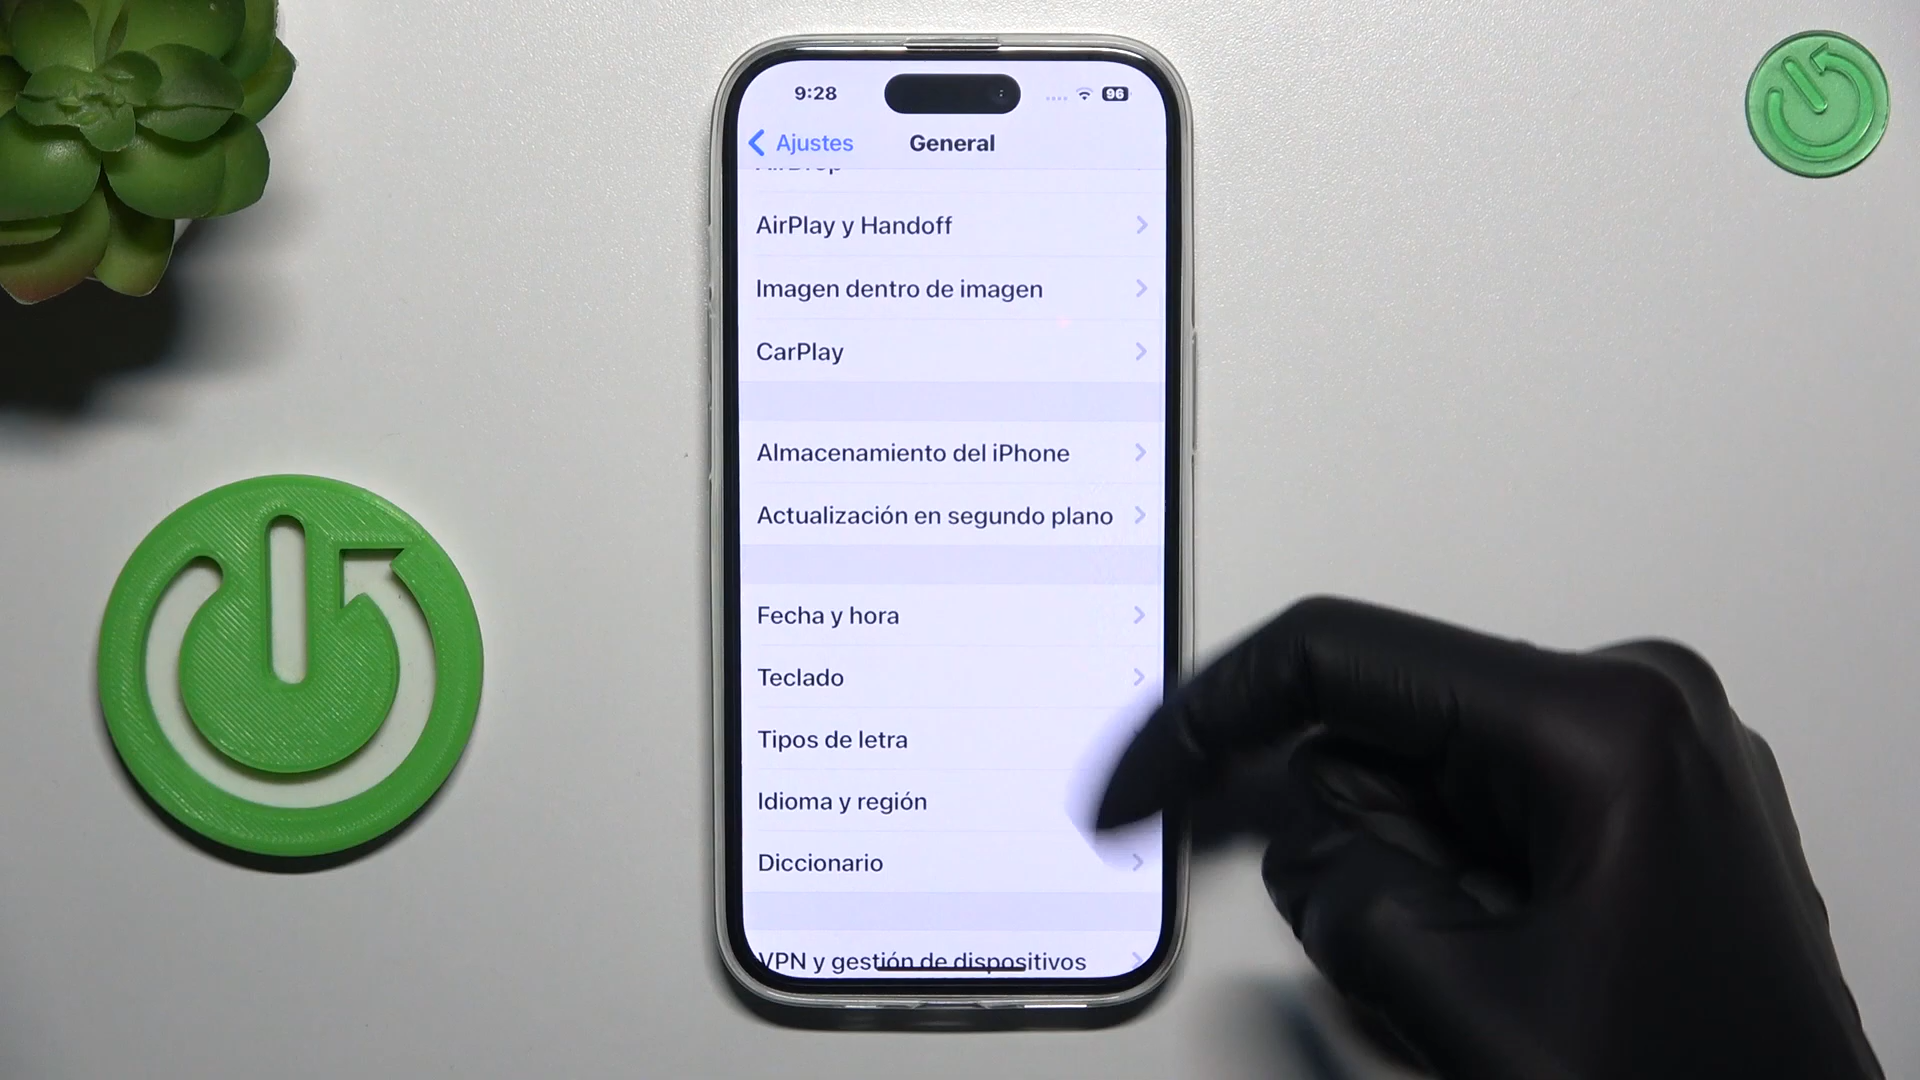 9:28
96
Ajustes
General
AirDrop
AirPlay y Handoff
Imagen dentro de imagen
CarPlay
Almacenamiento del iPhone
Actualización en segundo plano
Fecha y hora
Teclado
Tipos de letra
Idioma y región
Diccionario
VPN y gestión de dispositivos